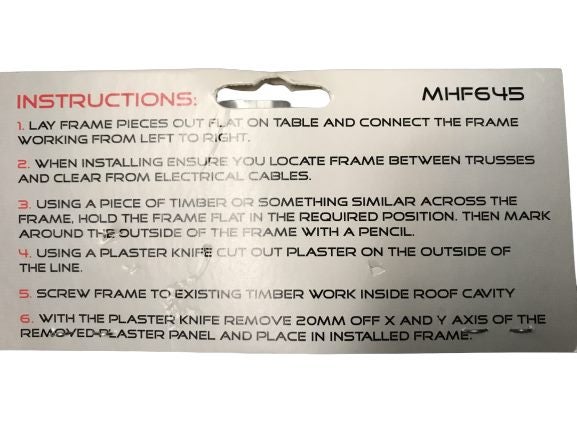 INSTRUCTIONS: MHF645
1. LAY FRAME PIECES OUT FLAT ON TABLE AND CONNECT THE FRAME
WORKING FROM LEFT TO RIGHT.
2. WHEN INSTALLING ENSURE YOU LOCATE FRAME BETWEEN TRUSSES
AND CLEAR FROM ELECTRICAL CABLES.
3. USING A PIECE OF TIMBER OR SOMETHING SIMILAR ACROSS THE
FRAME, HOLD THE FRAME FLAT IN THE REQUIRED POSITION. THEN MARK
AROUND THE OUTSIDE OF THE FRAME WITH A PENCIL.
4. USING A PLASTER KNIFE CUT OUT PLASTER ON THE OUTSIDE OF
THE LINE.
5. SCREW FRAME TO EXISTING TIMBER WORK INSIDE ROOF CAVITY
6. WITH THE PLASTER KNIFE REMOVE 20MM OFF X AND Y AXIS OF THE
REMOVED PLASTER PANEL AND PLACE IN INSTALLED FRAME.